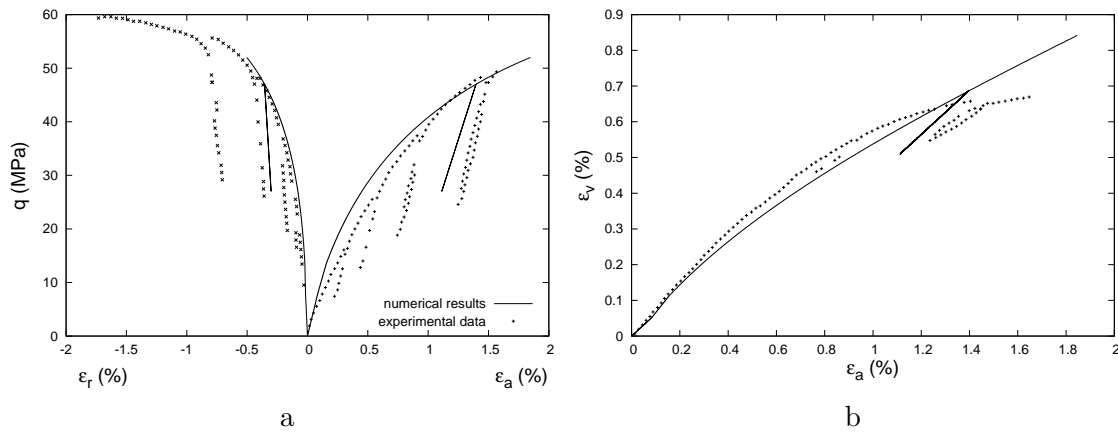 60
50
40
30
20
10
0
q (MPa)
numerical results
experimental data
-2 -1.5 -1 -0.5 0 0.5 1 1.5 2
εr (%) εa (%)
a
0.9
0.8
0.7
0.6
0.5
0.4
0.3
0.2
0.1
0
εv (%)
0 0.2 0.4 0.6 0.8 1 1.2 1.4 1.6 1.8 2
εa (%)
b